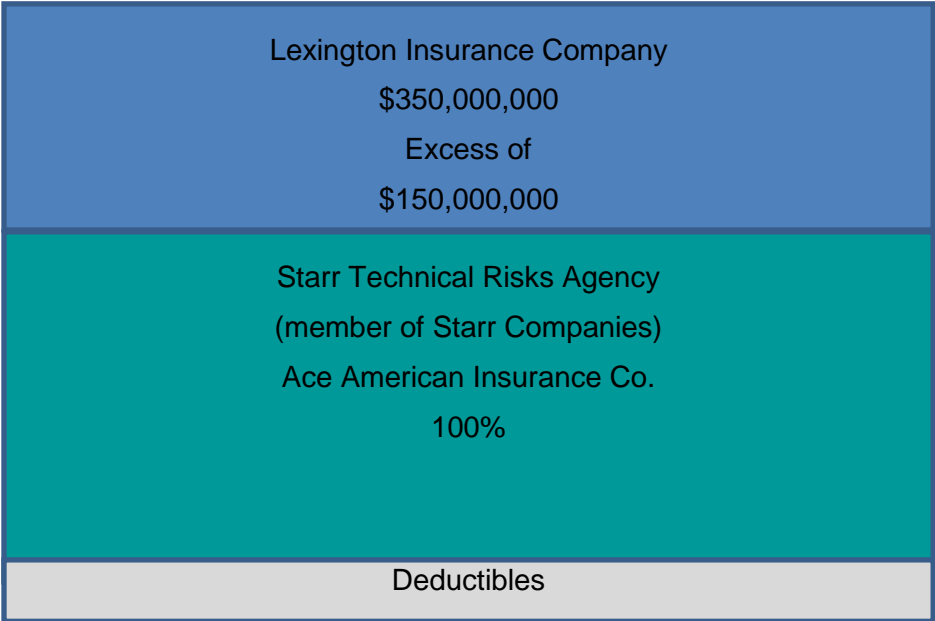 Lexington Insurance Company
$350,000,000
Excess of
$150,000,000
Starr Technical Risks Agency
(member of Starr Companies)
Ace American Insurance Co.
100%
Deductibles